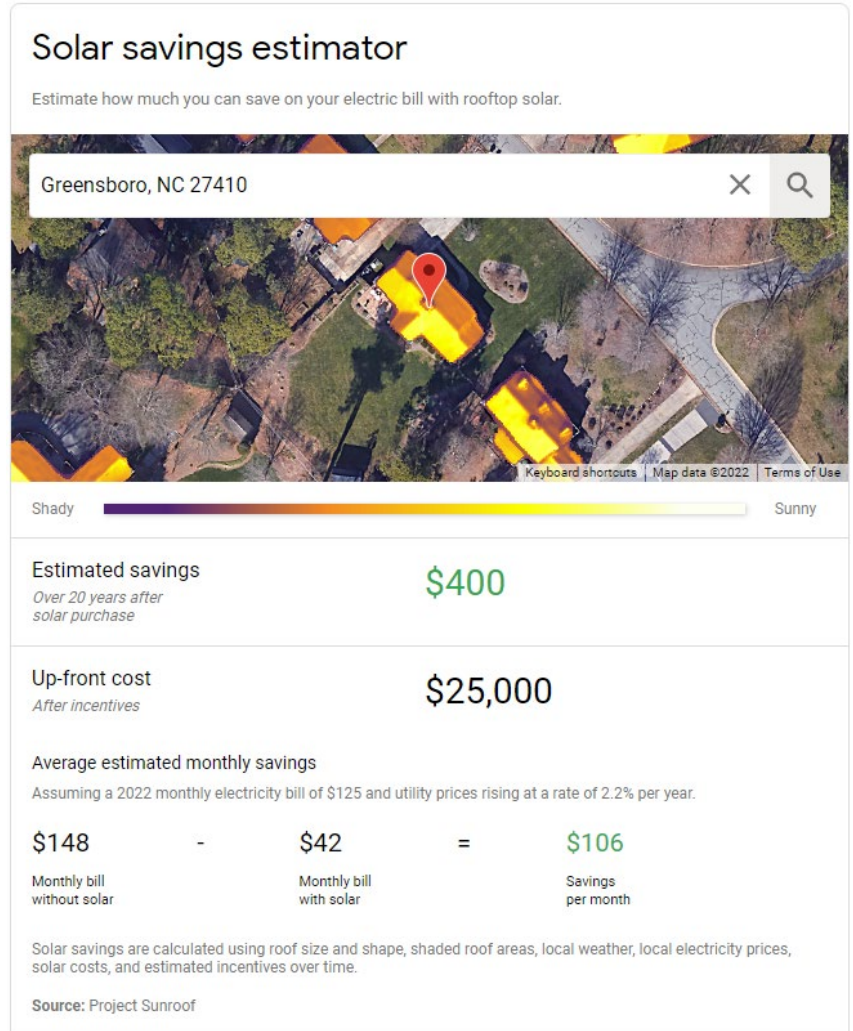 Solar savings estimator
Estimate how much you can save on your electric bill with rooftop solar.
Greensboro, NC 27410
Keyboard shortcuts Map data ©2022 Terms of Use
Shady Sunny
Estimated savings $400
Over 20 years after
solar purchase
Up-front cost $25,000
After incentives
Average estimated monthly savings
Assuming a 2022 monthly electricity bill of $125 and utility prices rising at a rate of 2.2% per year.
$148 - $42 = $106
Monthly bill Monthly bill Savings
without solar with solar per month
Solar savings are calculated using roof size and shape, shaded roof areas, local weather, local electricity prices,
solar costs, and estimated incentives over time.
Source: Project Sunroof